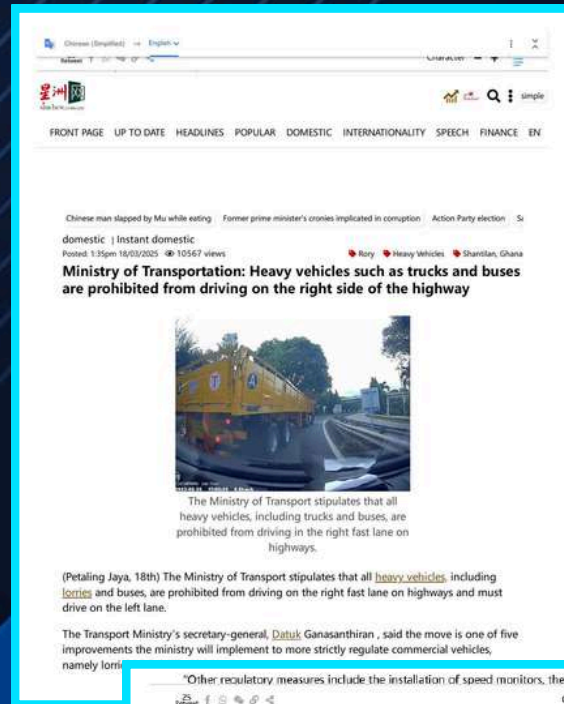 Chinese (Simplified) → English
Character
星洲网
simple
FRONT PAGE UP TO DATE HEADLINES POPULAR DOMESTIC INTERNATIONALITY SPEECH FINANCE EN
Chinese man slapped by Mu while eating Former prime minister's cronies implicated in corruption Action Party election
domestic | Instant domestic
Posted: 1:35pm 18/03/2025 10567 views Rory Heavy Vehicles Shantilan, Ghana
Ministry of Transportation: Heavy vehicles such as trucks and buses
are prohibited from driving on the right side of the highway
T A
The Ministry of Transport stipulates that all
heavy vehicles, including trucks and buses, are
prohibited from driving in the right fast lane on
highways.
(Petaling Jaya, 18th) The Ministry of Transport stipulates that all heavy vehicles, including
lorries and buses, are prohibited from driving on the right fast lane on highways and must
drive on the left lane.
The Transport Ministry's secretary-general, Datuk Ganasanthiran , said the move is one of five
improvements the ministry will implement to more strictly regulate commercial vehicles,
namely
"Other regulatory measures include the installation of speed monitors, the
25